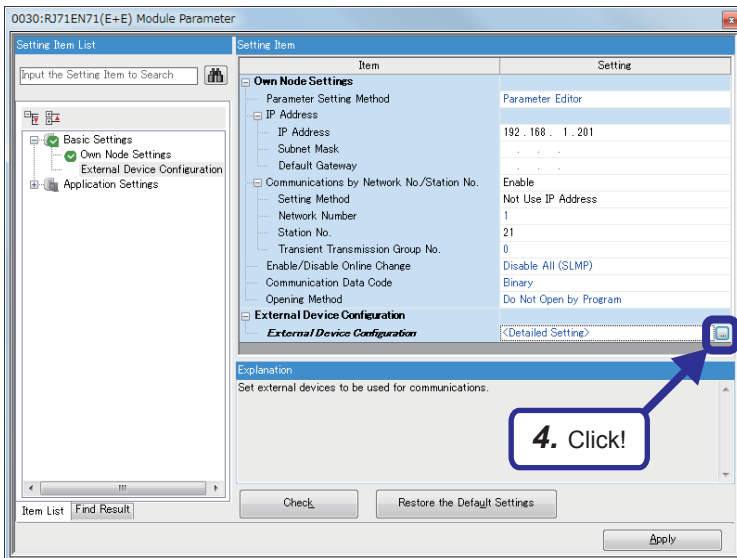 0030:RJ71EN71(E+E) Module Parameter
Setting Item List
Input the Setting Item to Search
Basic Settings
Own Node Settings
External Device Configuration
Application Settings
Item List
Find Result
Setting Item
Item Setting
Own Node Settings
Parameter Setting Method Parameter Editor
IP Address
IP Address 192 . 168 . 1 . 201
Subnet Mask . . .
Default Gateway . . .
Communications by Network No./Station No. Enable
Setting Method Not Use IP Address
Network Number 1
Station No. 21
Transient Transmission Group No. 0
Enable/Disable Online Change Disable All (SLMP)
Communication Data Code Binary
Opening Method Do Not Open by Program
External Device Configuration
External Device Configuration <Detailed Setting>
Explanation
Set external devices to be used for communications.
4. Click!
Check
Restore the Default Settings
Apply